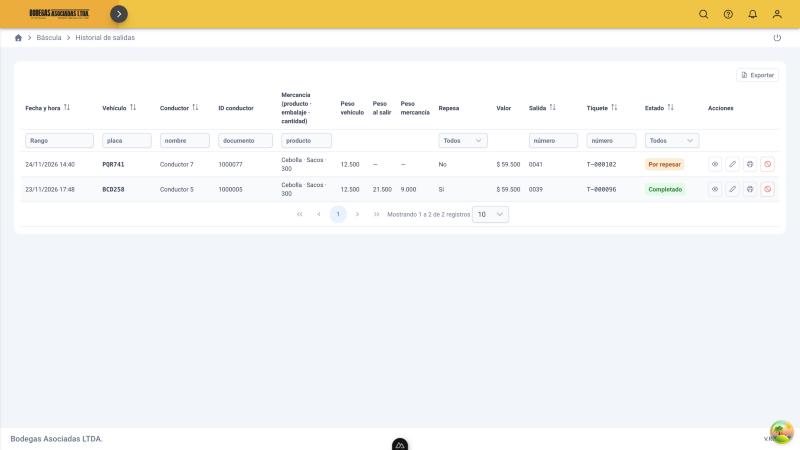 BODEGAS ASOCIADAS LTDA.
Báscula
Historial de salidas
Exportar
Fecha y hora
Vehículo
Conductor
ID conductor
Mercancía (producto · embalaje · cantidad)
Peso vehículo
Peso al salir
Peso mercancía
Repesa
Valor
Salida
Tiquete
Estado
Acciones
Rango
placa
nombre
documento
producto
Todos
número
número
Todos
24/11/2026 14:40 PQR741 Conductor 7 1000077 Cebolla · Sacos · 300 12.500 — — No $ 59.500 0041 T-000102 Por repesar
23/11/2026 17:48 BCD258 Conductor 5 1000005 Cebolla · Sacos · 300 12.500 21.500 9.000 Sí $ 59.500 0039 T-000096 Completado
1
Mostrando 1 a 2 de 2 registros
10
Bodegas Asociadas LTDA.